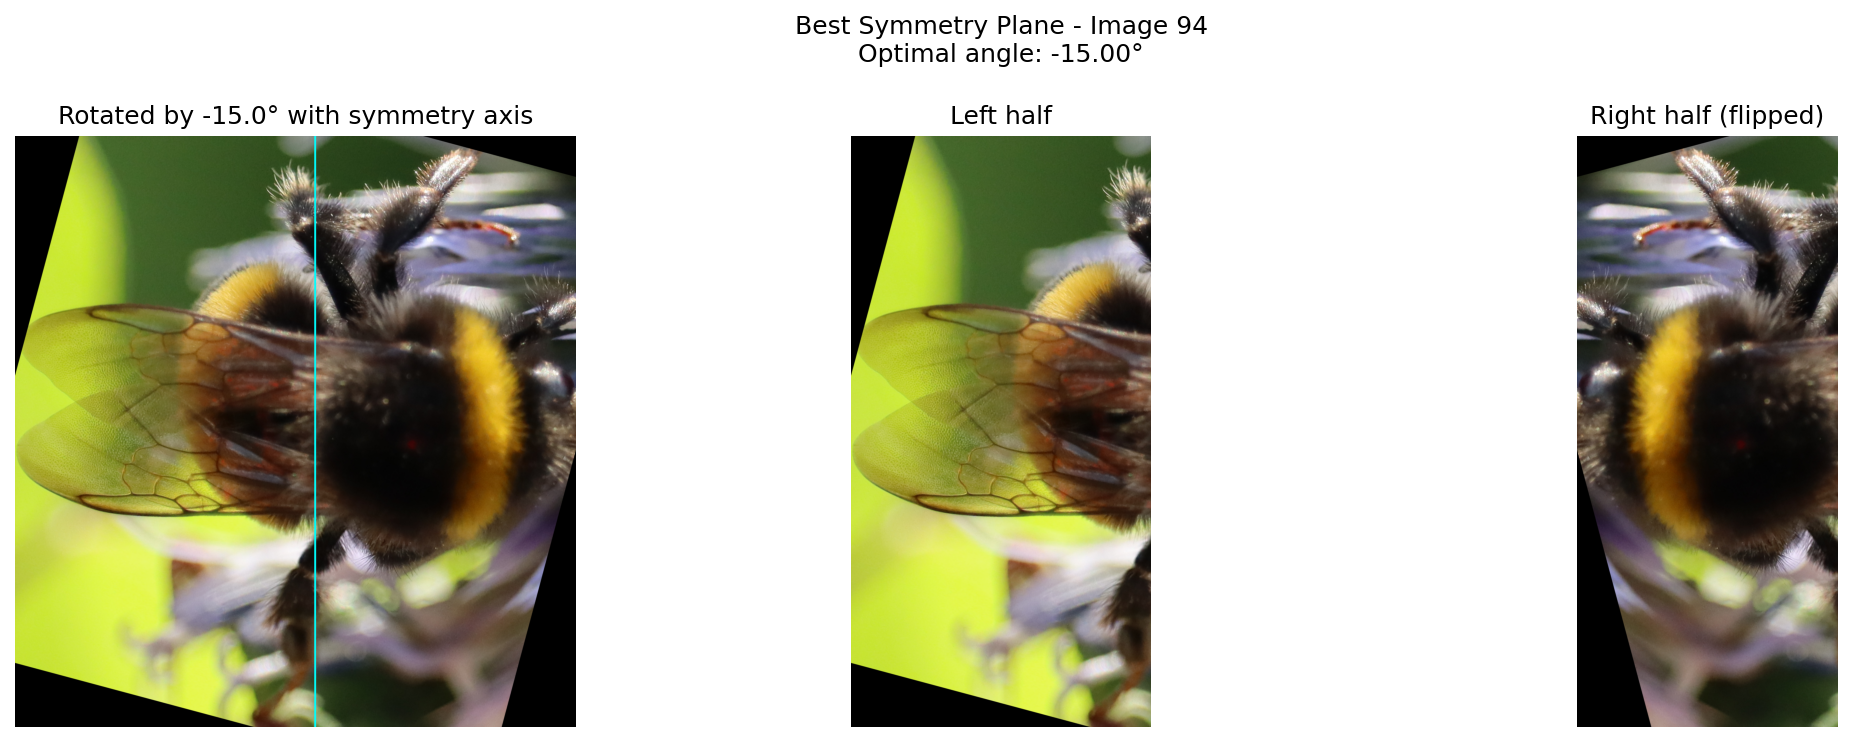 Best Symmetry Plane - Image 94
Optimal angle: -15.00°
Rotated by -15.0° with symmetry axis
Left half
Right half (flipped)